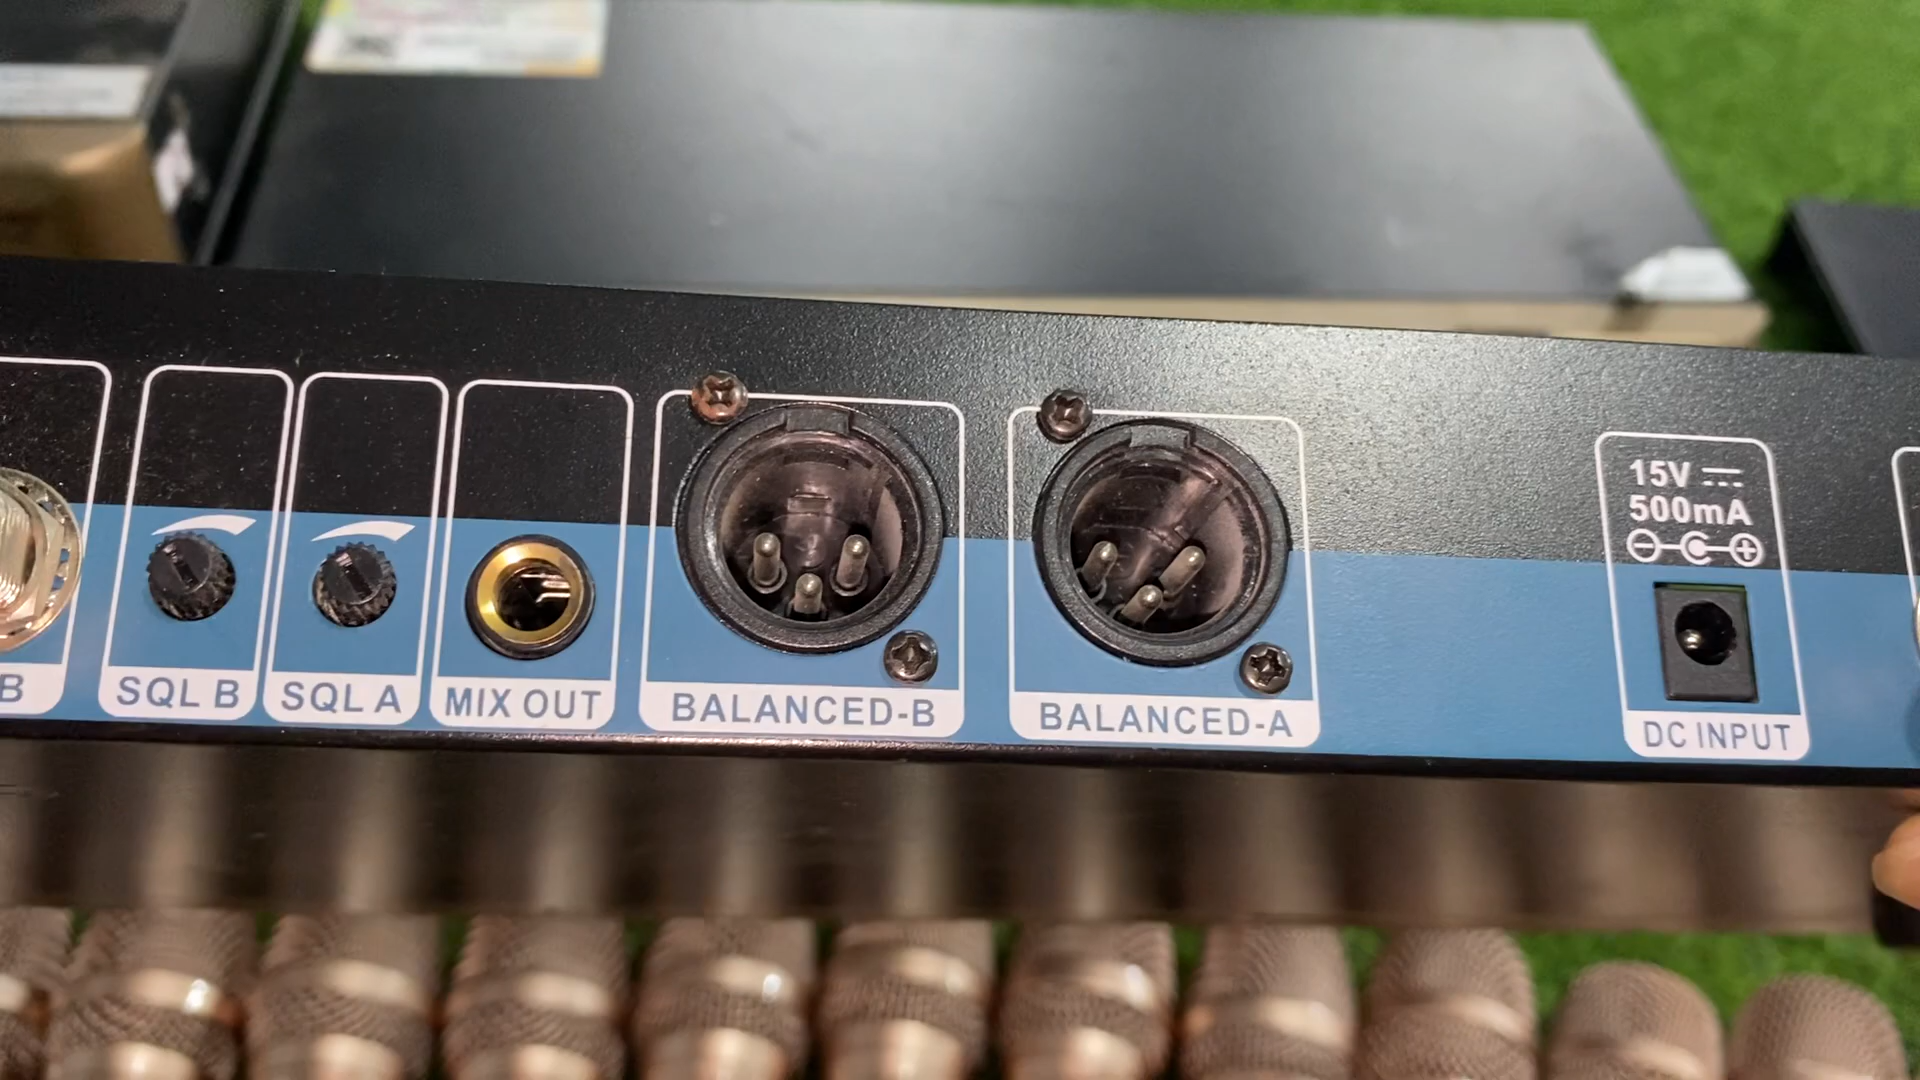 B
SQL B
SQL A
MIX OUT
BALANCED-B
BALANCED-A
15V
500mA
DC INPUT